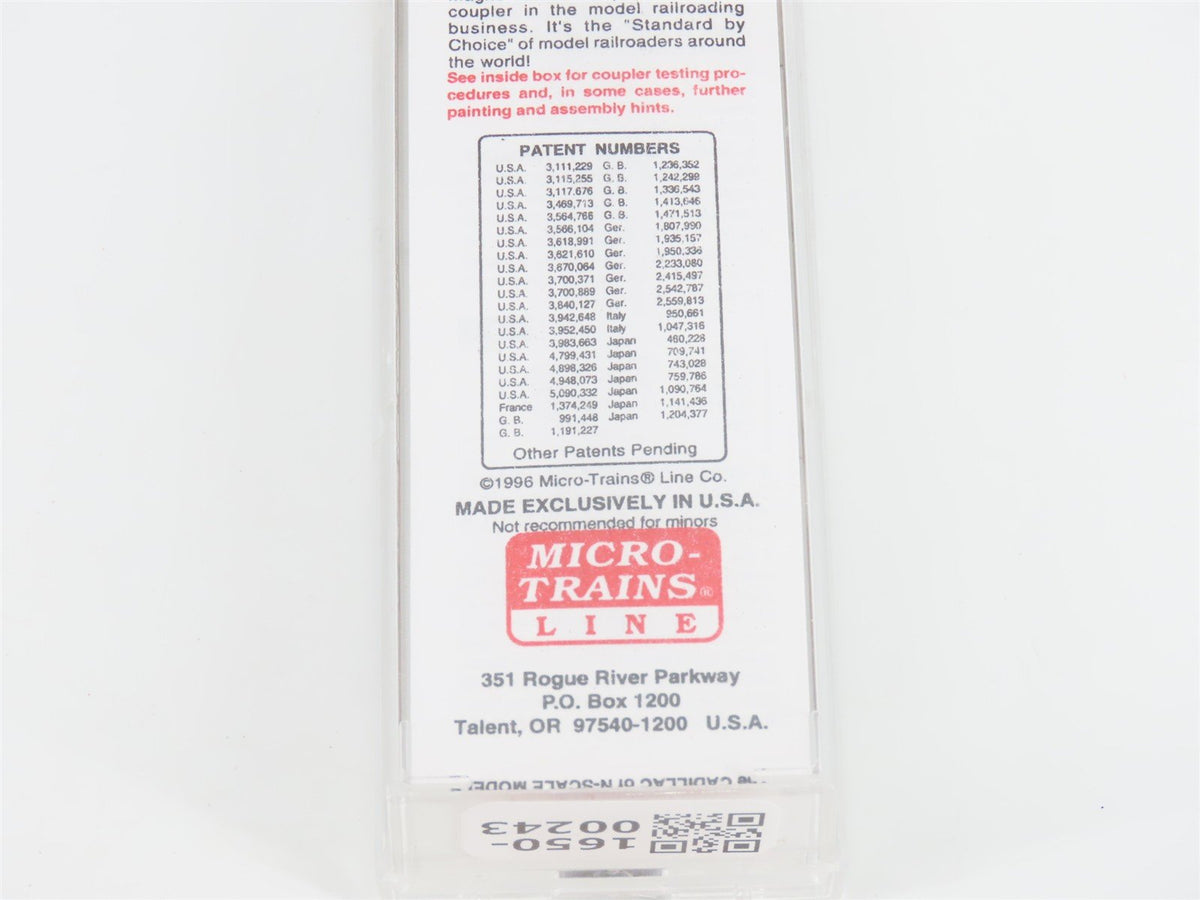 coupler in the model railroading
business. It's the "Standard by
Choice" of model railroaders around
the world!
See inside box for coupler testing pro-
cedures and, in some cases, further
painting and assembly hints.
PATENT NUMBERS
U.S.A. 3,111,229 G. B. 1,236,352
U.S.A. 3,115,255 G. B. 1,242,299
U.S.A. 3,117,676 G. B. 1,336,543
U.S.A. 3,469,713 G. B. 1,413,646
U.S.A. 3,564,766 G. B. 1,471,513
U.S.A. 3,566,104 Ger. 1,807,990
U.S.A. 3,618,991 Ger. 1,935,157
U.S.A. 3,621,610 Ger. 1,950,336
U.S.A. 3,670,064 Ger. 2,233,080
U.S.A. 3,700,371 Ger. 2,415,497
U.S.A. 3,700,889 Ger. 2,542,787
U.S.A. 3,840,127 Ger. 2,559,813
U.S.A. 3,942,648 Italy 950,661
U.S.A. 3,952,450 Italy 1,047,316
U.S.A. 3,983,663 Japan 460,228
U.S.A. 4,799,431 Japan 709,741
U.S.A. 4,898,326 Japan 743,028
U.S.A. 4,948,073 Japan 759,786
U.S.A. 5,090,332 Japan 1,090,764
France 1,374,249 Japan 1,141,436
G. B. 991,448 Japan 1,204,377
G. B. 1,191,227
Other Patents Pending
©1996 Micro-Trains® Line Co.
MADE EXCLUSIVELY IN U.S.A.
Not recommended for minors
MICRO-
TRAINS®
LINE
351 Rogue River Parkway
P.O. Box 1200
Talent, OR 97540-1200 U.S.A.
The CADILLAC of N-SCALE
1650-
00243